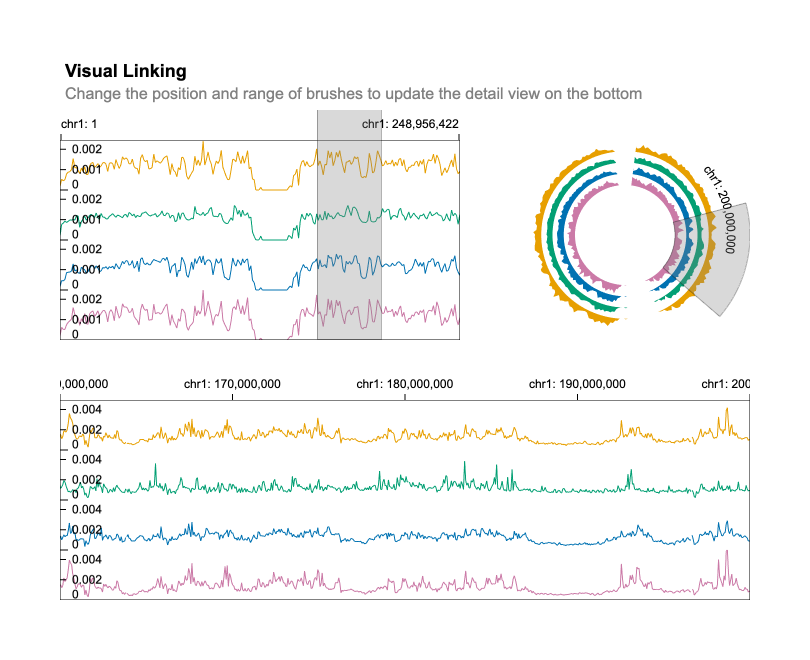 Visual Linking
Change the position and range of brushes to update the detail view on the bottom
chr1: 1
chr1: 248,956,422
0.002
0.001
0
0.002
0.001
0
0.002
0.001
0
0.002
0.001
0
chr1: 200,000,000
0,000,000
chr1: 170,000,000
chr1: 180,000,000
chr1: 190,000,000
chr1: 200
0.004
0.002
0
0.004
0.002
0
0.004
0.002
0
0.004
0.002
0